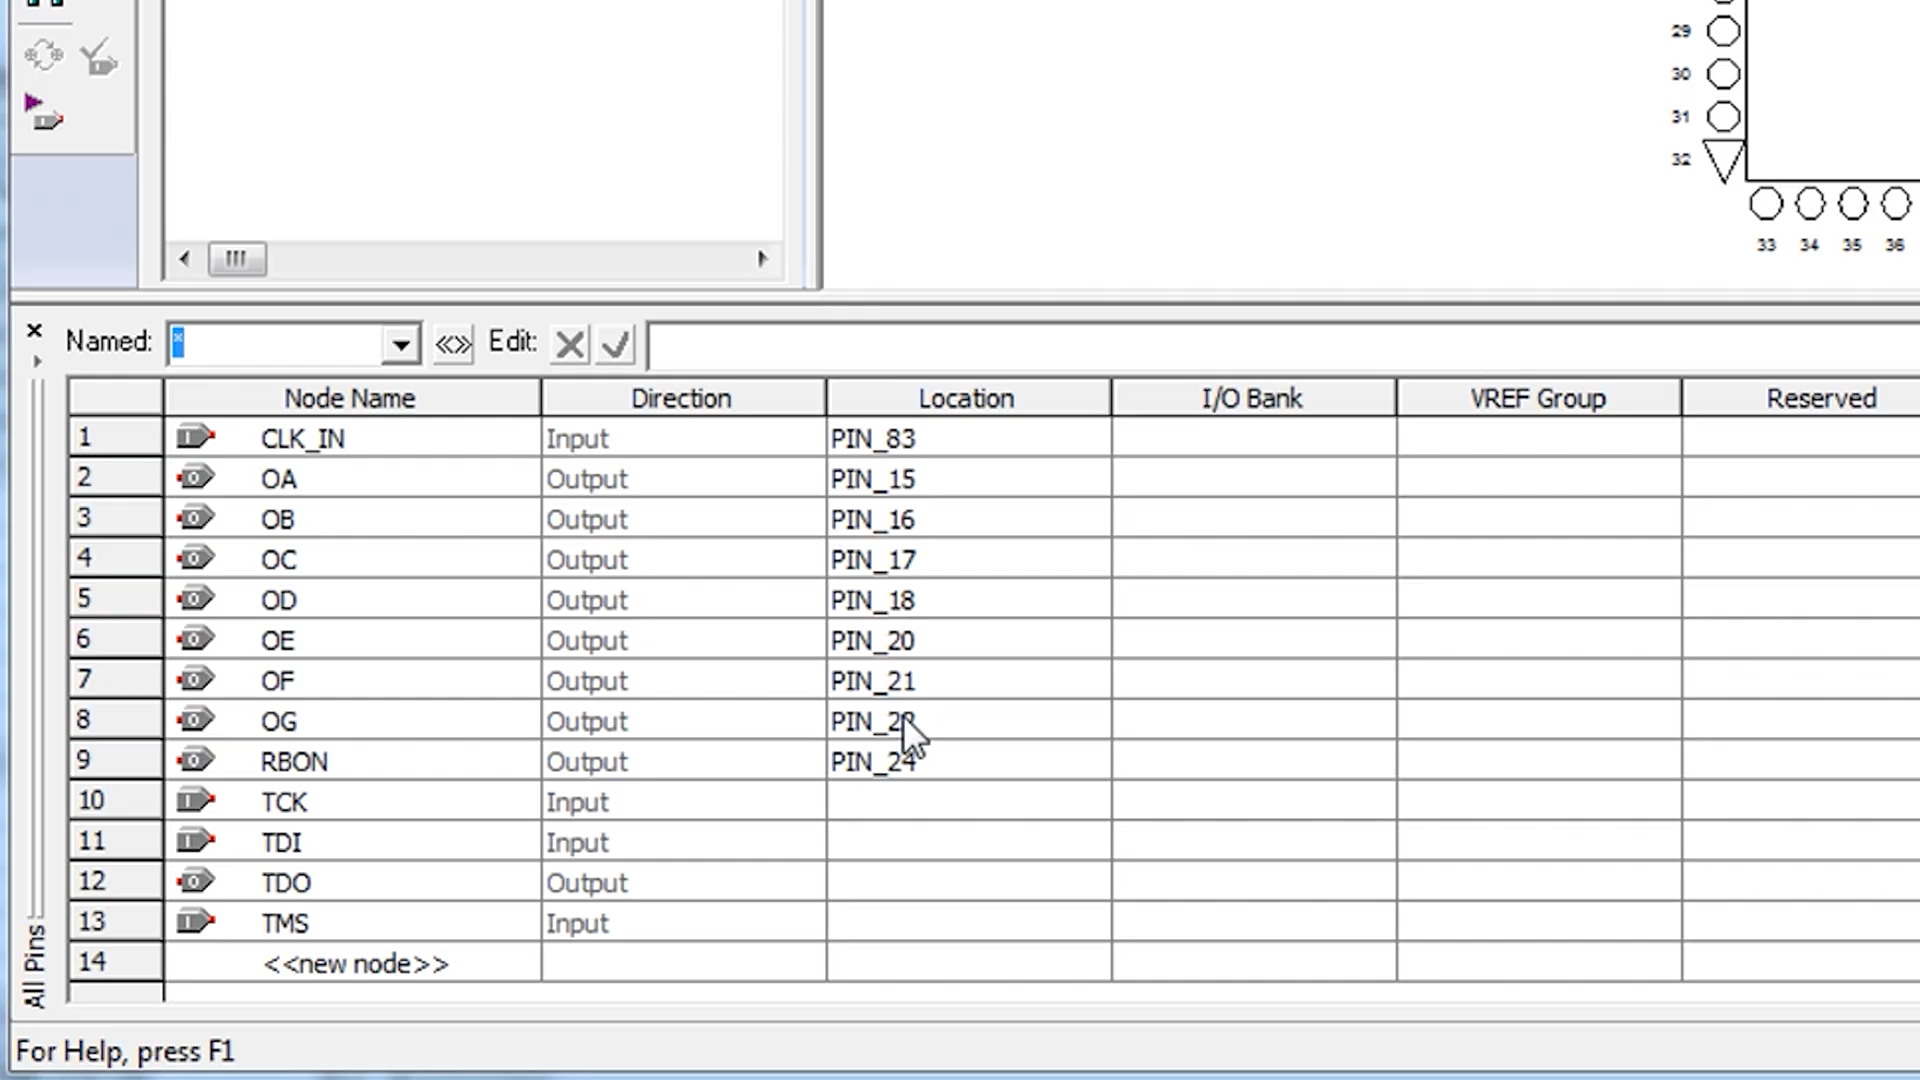 29
30
31
32
33 34 35 36
Named: * Edit:
Node Name Direction Location I/O Bank VREF Group Reserved
1 CLK_IN Input PIN_83
2 OA Output PIN_15
3 OB Output PIN_16
4 OC Output PIN_17
5 OD Output PIN_18
6 OE Output PIN_20
7 OF Output PIN_21
8 OG Output
9 RBON Output PIN_24
10 TCK Input
11 TDI Input
12 TDO Output
13 TMS Input
14 <<new node>>
All Pins
For Help, press F1